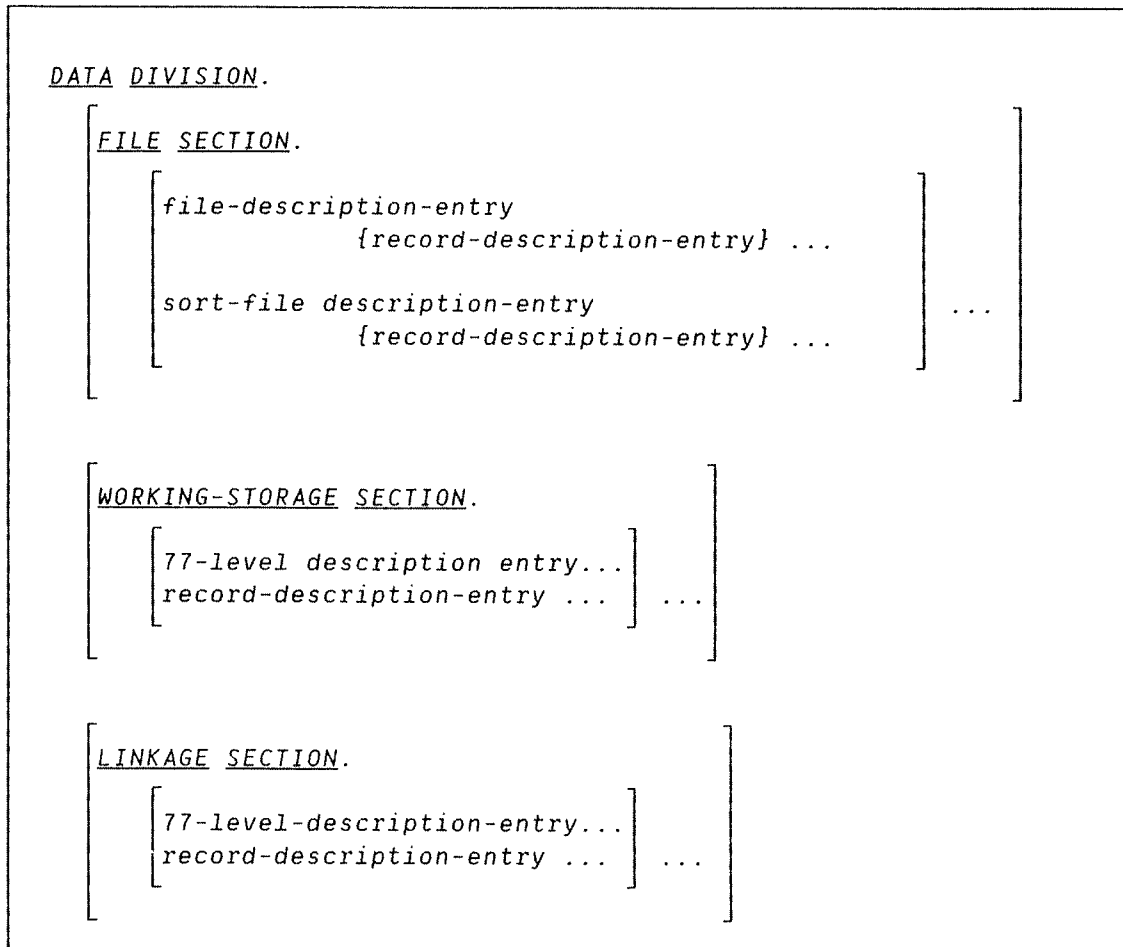 DATA DIVISION.
FILE SECTION.
file-description-entry
{record-description-entry} ...
sort-file description-entry
{record-description-entry} ...
...
WORKING-STORAGE SECTION.
77-level description entry...
record-description-entry ... ...
LINKAGE SECTION.
77-level-description-entry...
record-description-entry ... ...